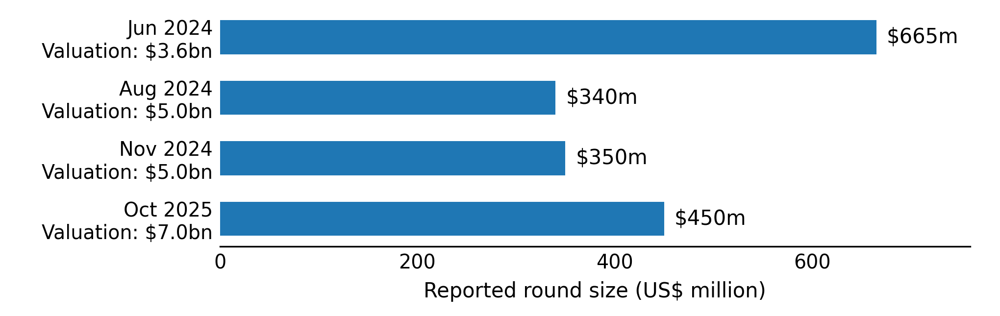 Jun 2024
Valuation: $3.6bn
$665m
Aug 2024
Valuation: $5.0bn
$340m
Nov 2024
Valuation: $5.0bn
$350m
Oct 2025
Valuation: $7.0bn
$450m
0 200 400 600
Reported round size (US$ million)